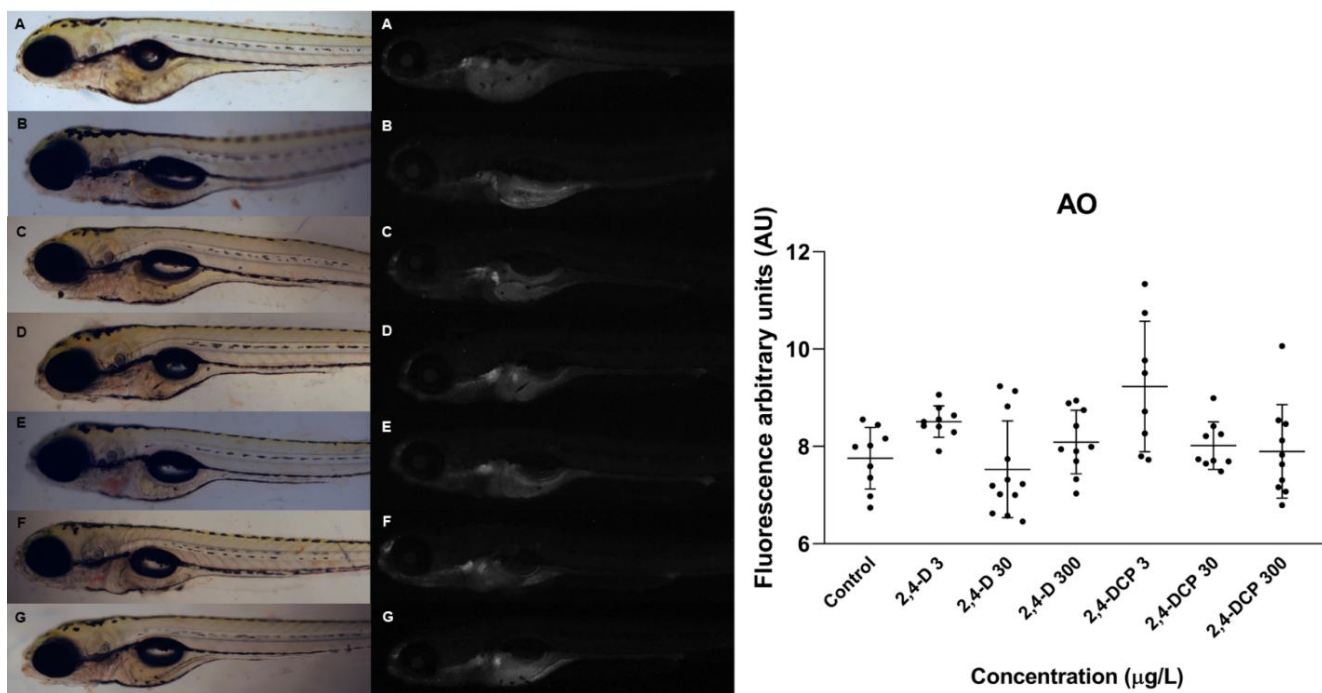 A A
B B
C C
D D
E E
F F
G G
AO
Fluorescence arbitrary units (AU)
12
10
8
6
Control
2,4-D 3
2,4-D 30
2,4-D 300
2,4-DCP 3
2,4-DCP 30
2,4-DCP 300
Concentration (μg/L)